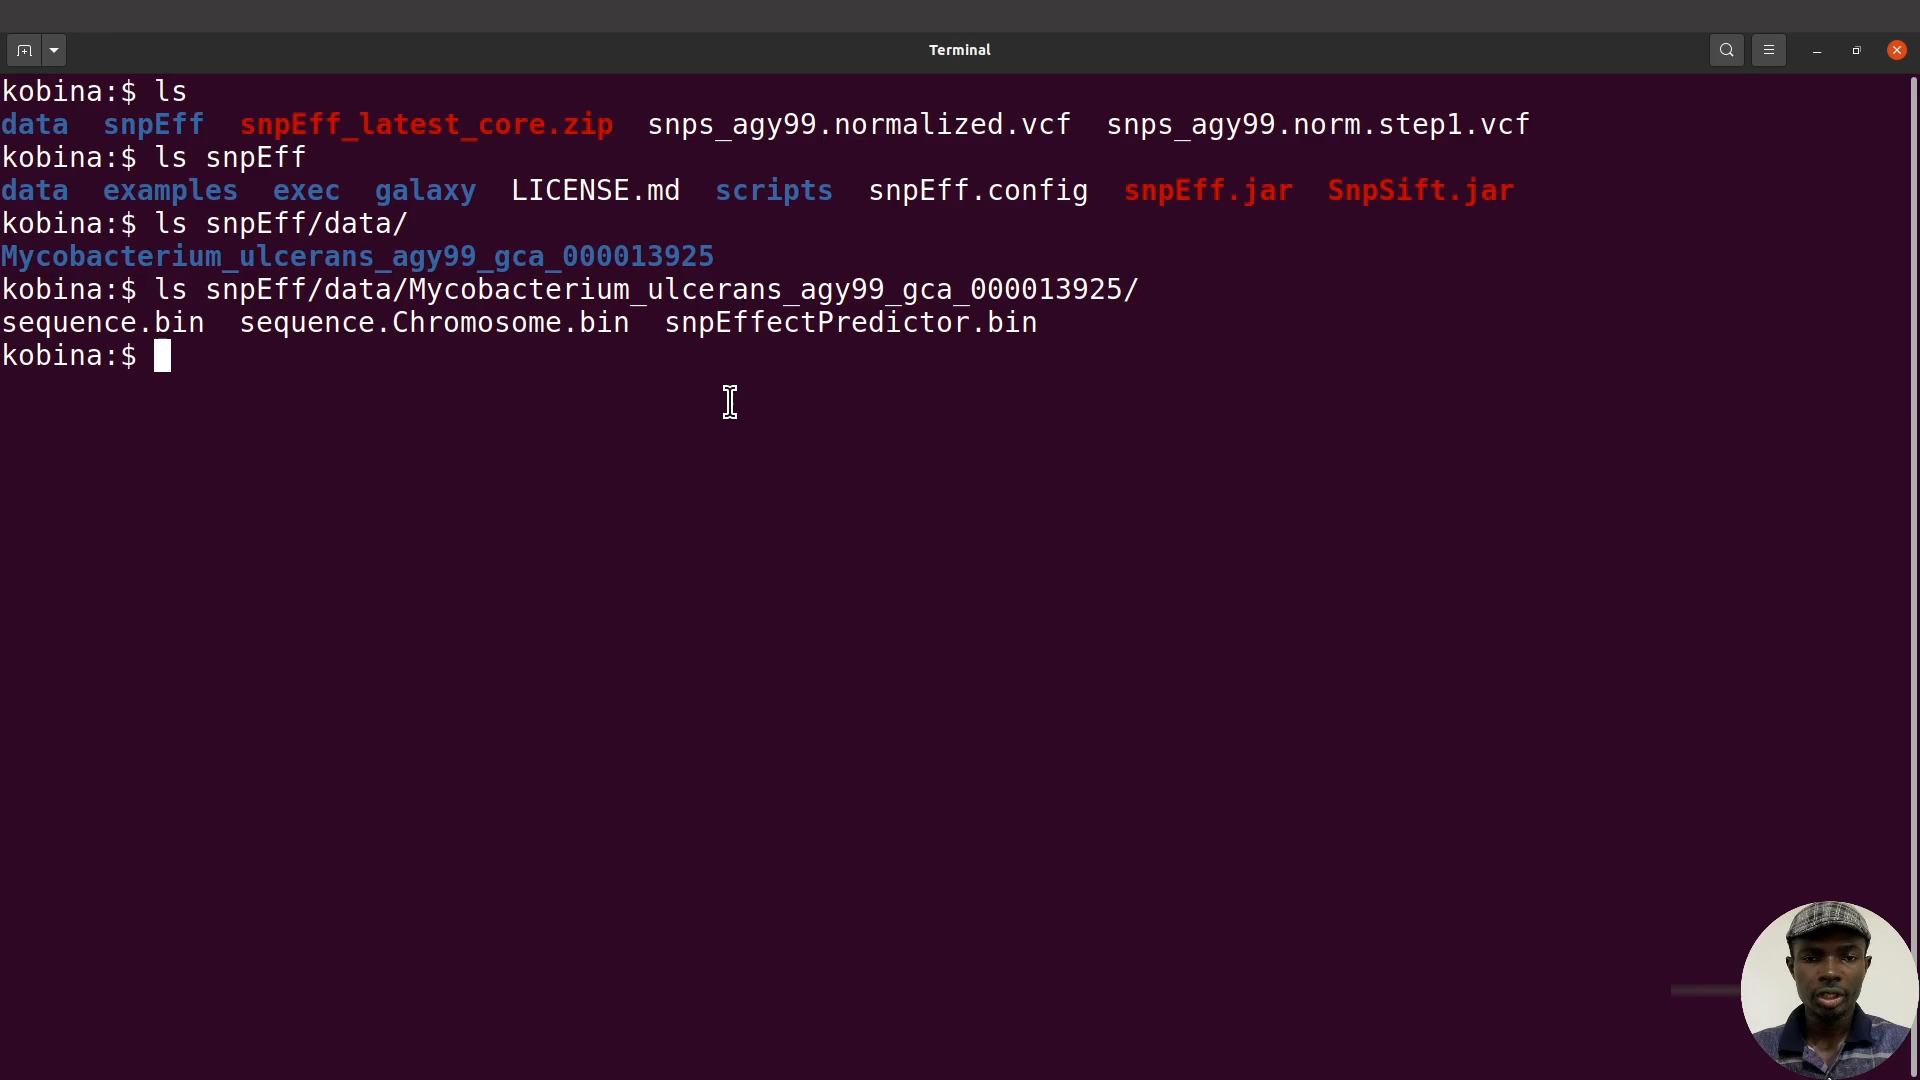 Terminal
kobina:$ ls
data  snpEff  snpEff_latest_core.zip  snps_agy99.normalized.vcf  snps_agy99.norm.step1.vcf
kobina:$ ls snpEff
data  examples  exec  galaxy  LICENSE.md  scripts  snpEff.config  snpEff.jar  SnpSift.jar
kobina:$ ls snpEff/data/
Mycobacterium_ulcerans_agy99_gca_000013925
kobina:$ ls snpEff/data/Mycobacterium_ulcerans_agy99_gca_000013925/
sequence.bin  sequence.Chromosome.bin  snpEffectPredictor.bin
kobina:$